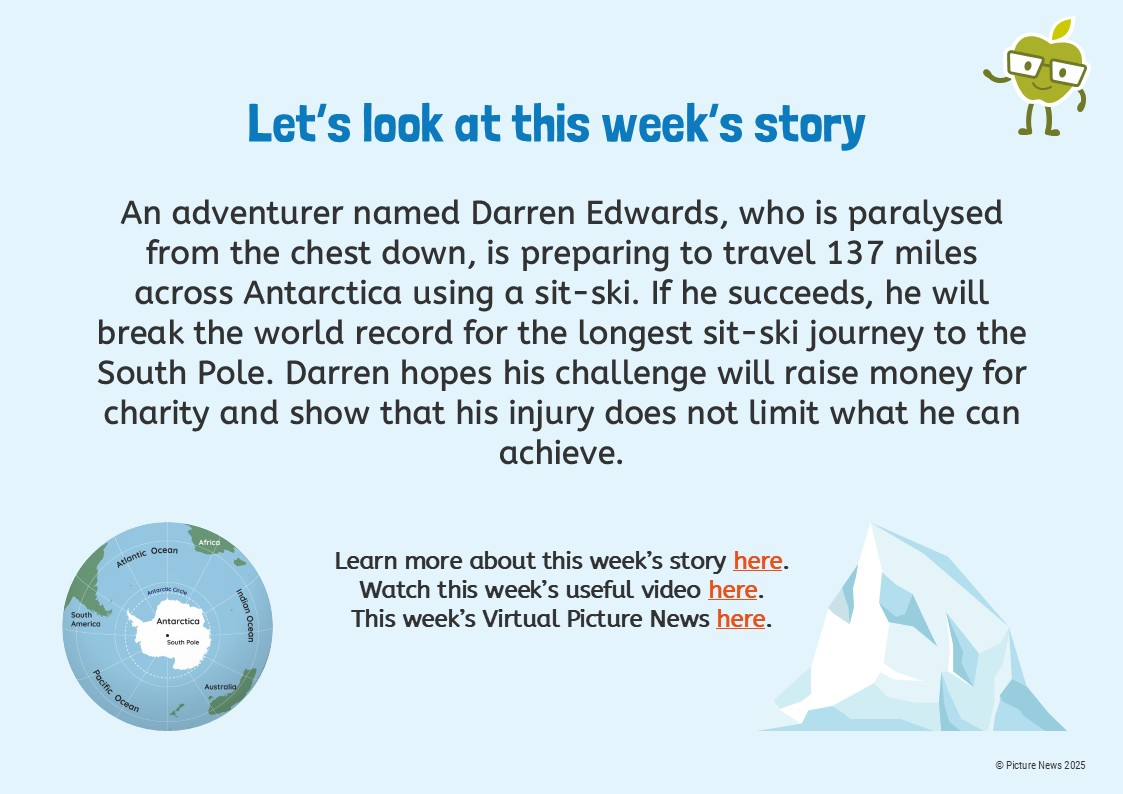 Let's look at this week's story
An adventurer named Darren Edwards, who is paralysed
from the chest down, is preparing to travel 137 miles
across Antarctica using a sit-ski. If he succeeds, he will
break the world record for the longest sit-ski journey to the
South Pole. Darren hopes his challenge will raise money for
charity and show that his injury does not limit what he can
achieve.
Atlantic Ocean
Africa
Antarctic Circle
Indian Ocean
South
America
Antarctica
South Pole
Australia
Pacific Ocean
Learn more about this week's story here.
Watch this week's useful video here.
This week's Virtual Picture News here.
© Picture News 2025